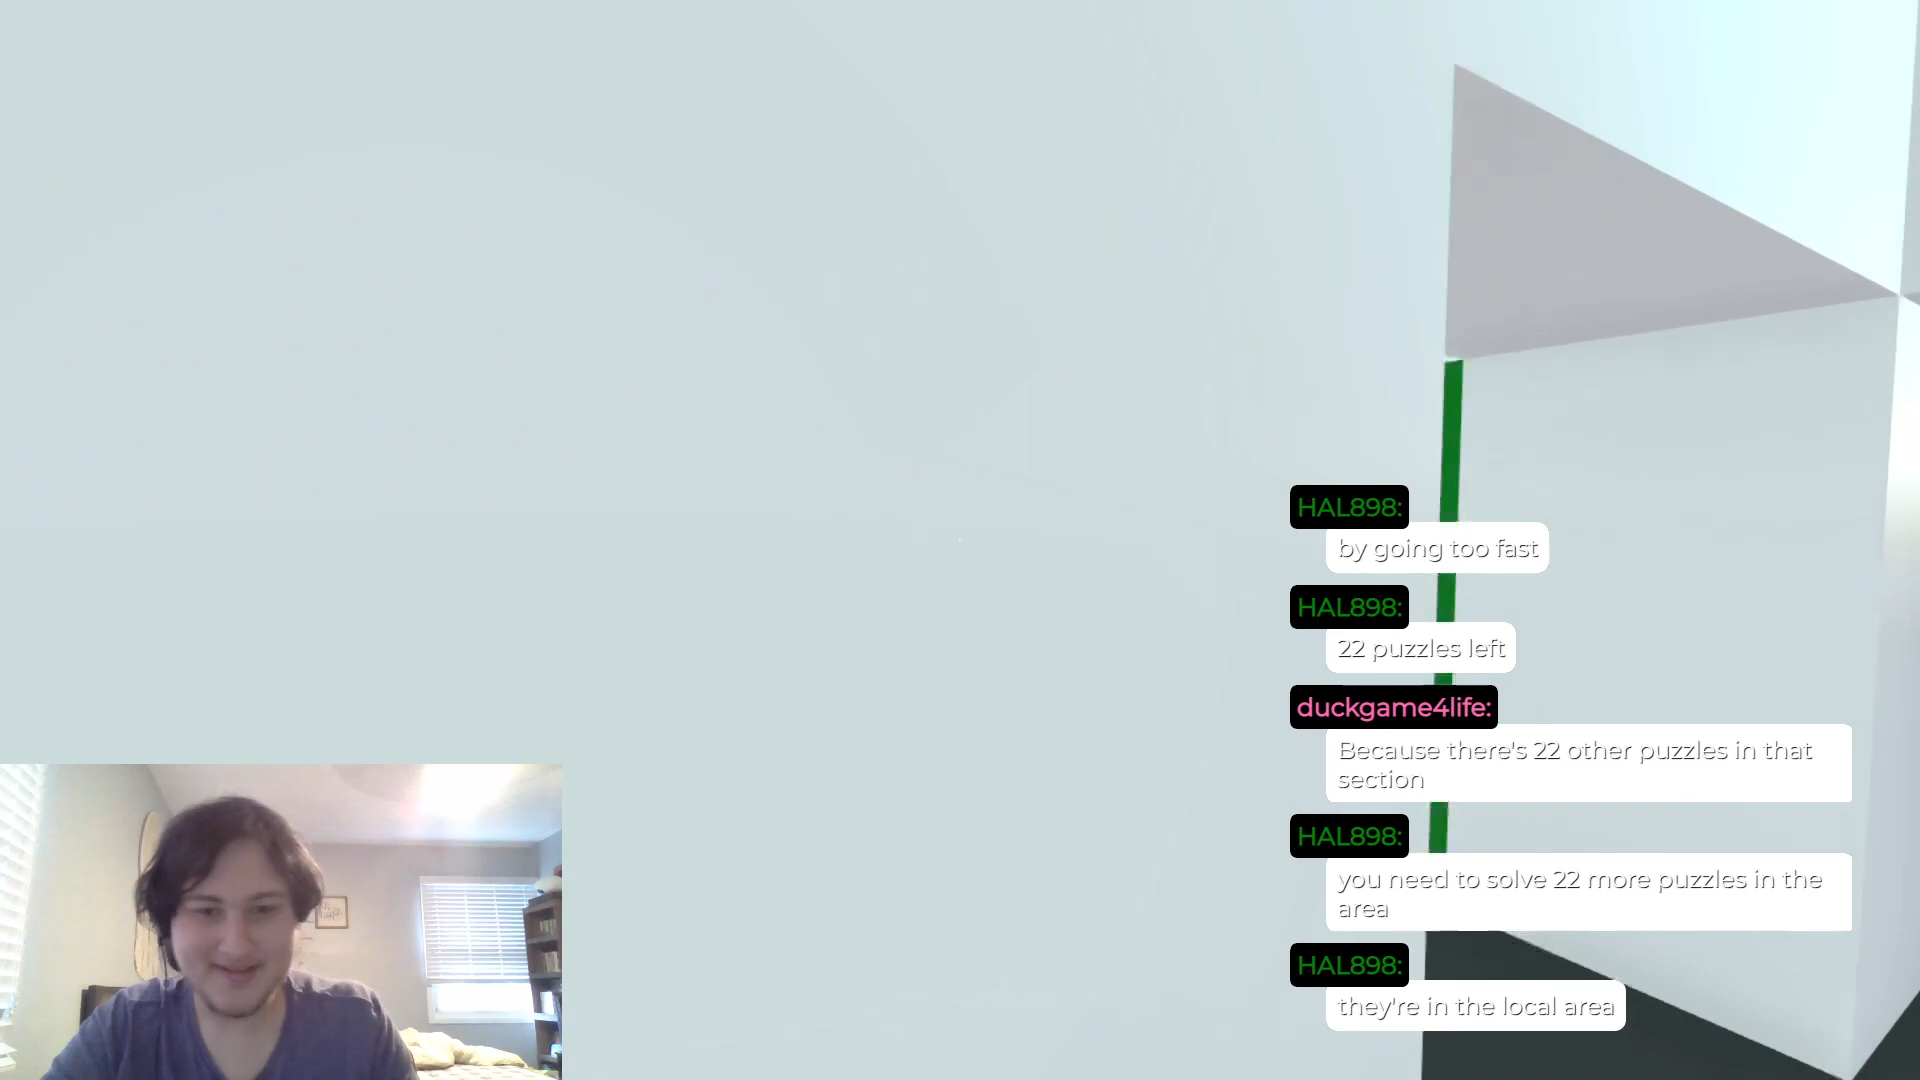 HAL898:
by going too fast
HAL898:
22 puzzles left
duckgame4life:
Because there's 22 other puzzles in that
section
HAL898:
you need to solve 22 more puzzles in the
area
HAL898:
they're in the local area